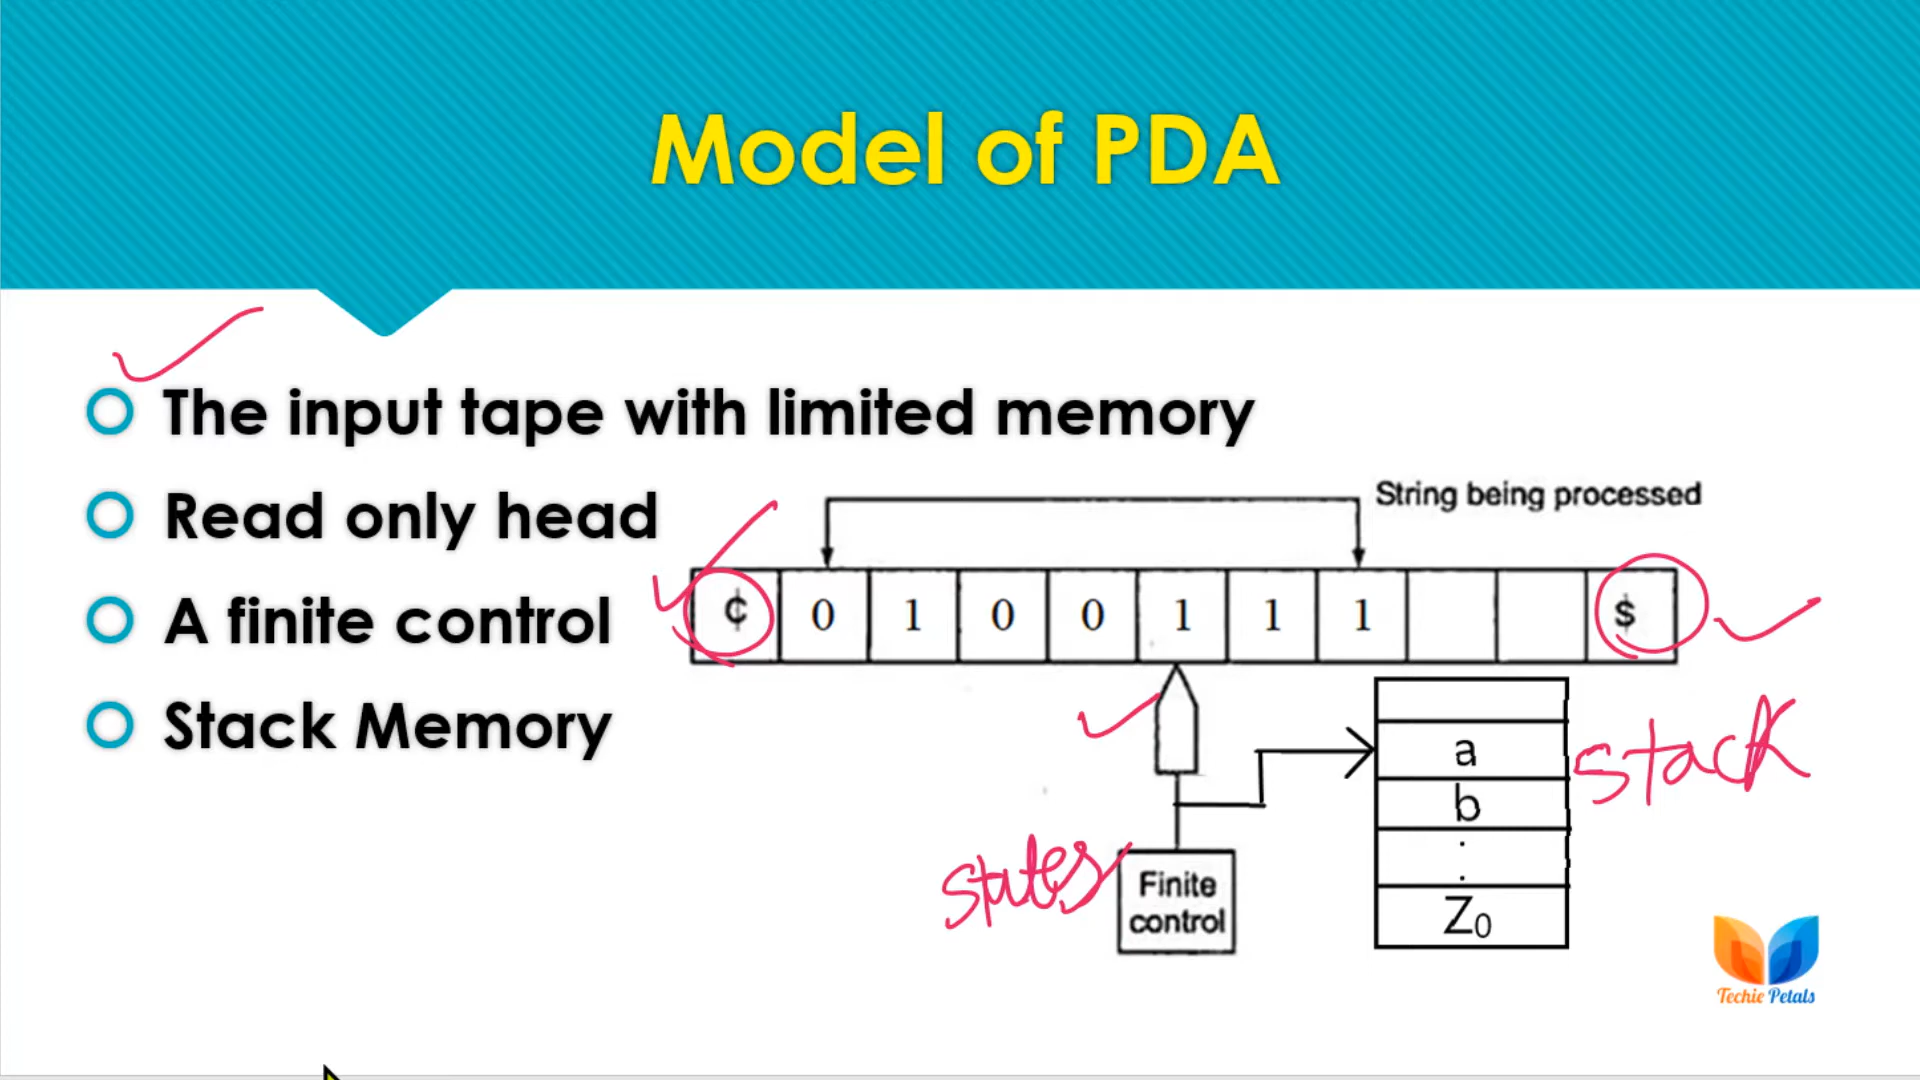 Model of PDA
The input tape with limited memory
Read only head
A finite control
Stack Memory
String being processed
¢ 0 1 0 0 1 1 1 $
a
b
:
Z₀
stack
states
Finite
control
Techie Petals